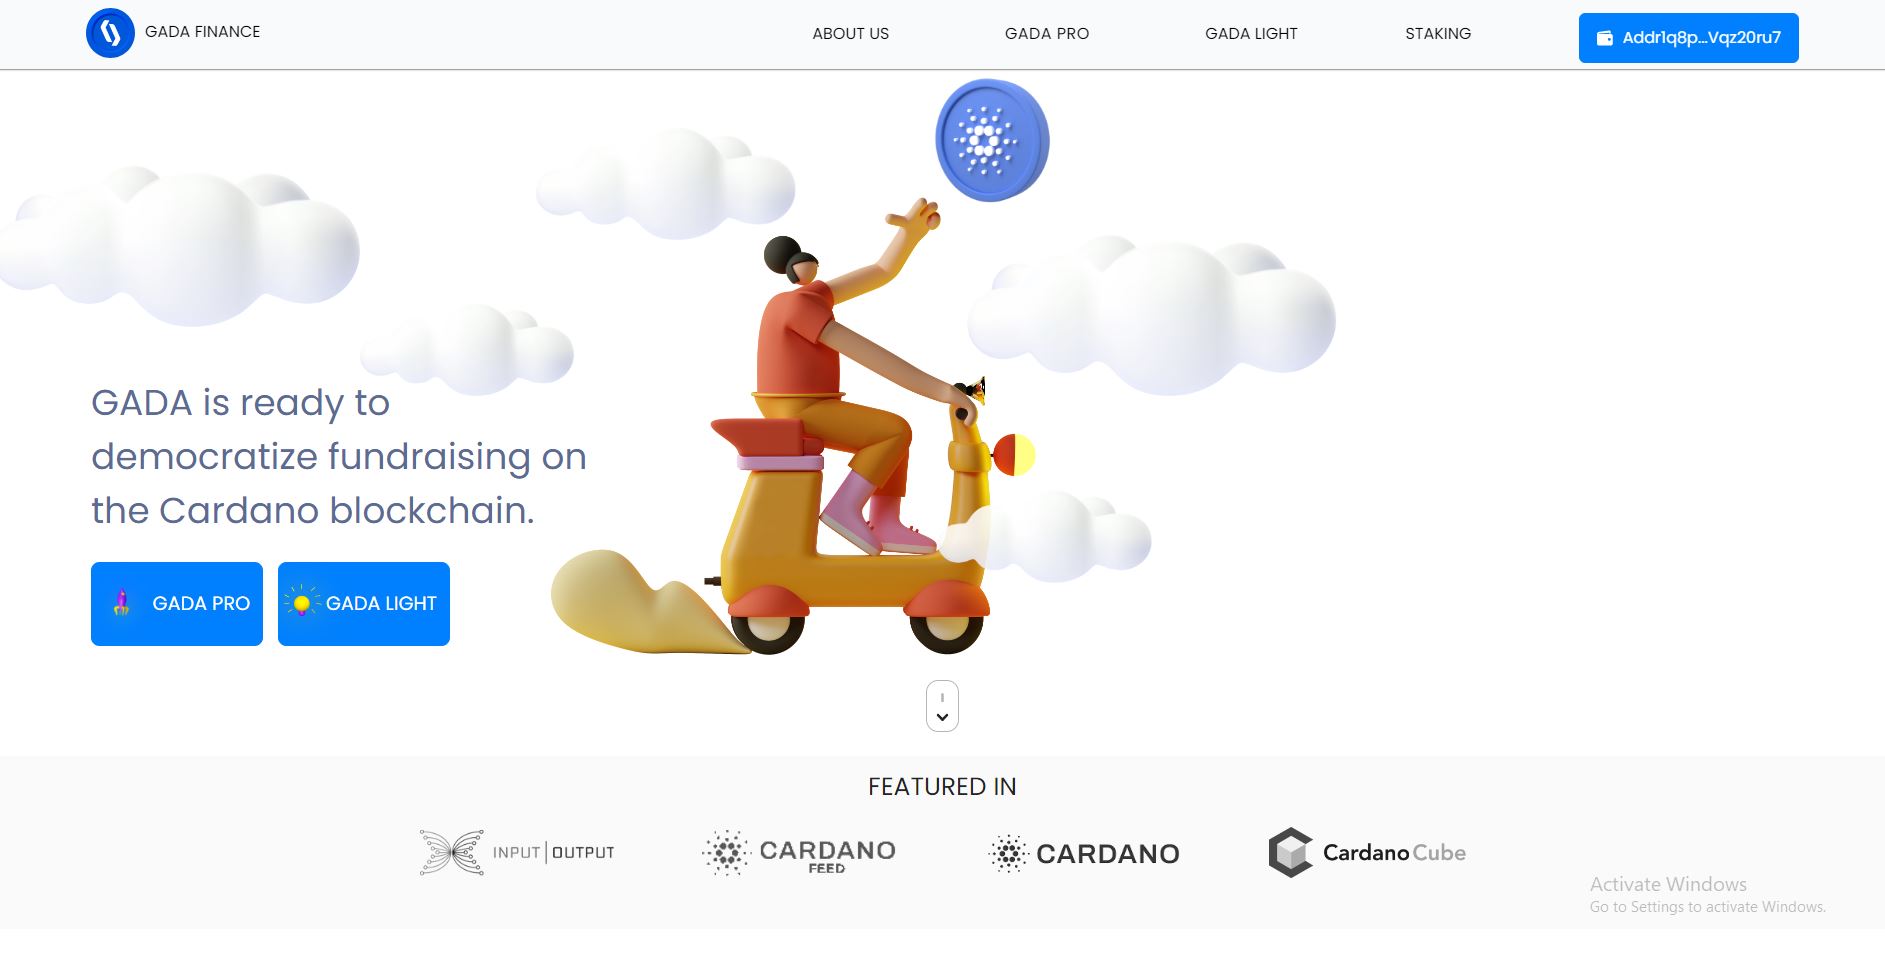 GADA FINANCE
ABOUT US
GADA PRO
GADA LIGHT
STAKING
Addr1q8p...Vqz20ru7
GADA is ready to
democratize fundraising on
the Cardano blockchain.
GADA PRO
GADA LIGHT
FEATURED IN
INPUT | OUTPUT
CARDANO
FEED
CARDANO
CardanoCube
Activate Windows
Go to Settings to activate Windows.